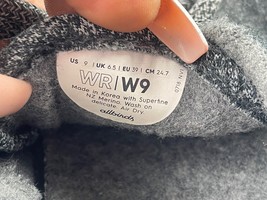 US 9 | UK 6.5 | EU 39 | CM 24.7
WR/W9
Made in Korea with Superfine
NZ Merino. Wash on
delicate. Air Dry
allbirds